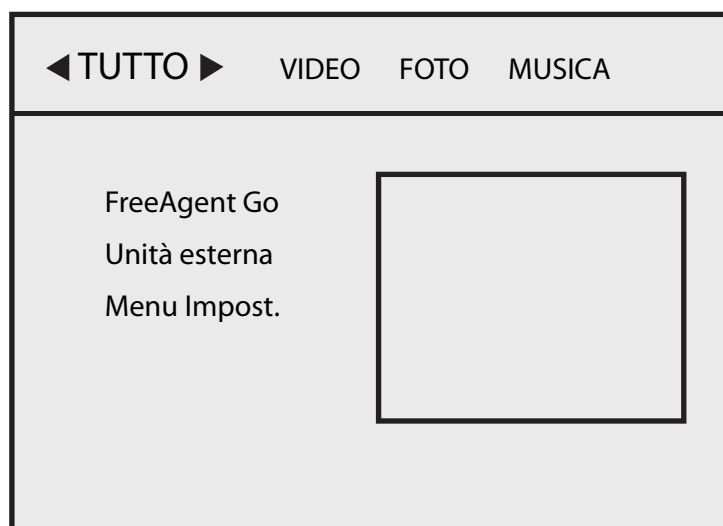 TUTTO VIDEO FOTO MUSICA
FreeAgent Go
Unità esterna
Menu Impost.